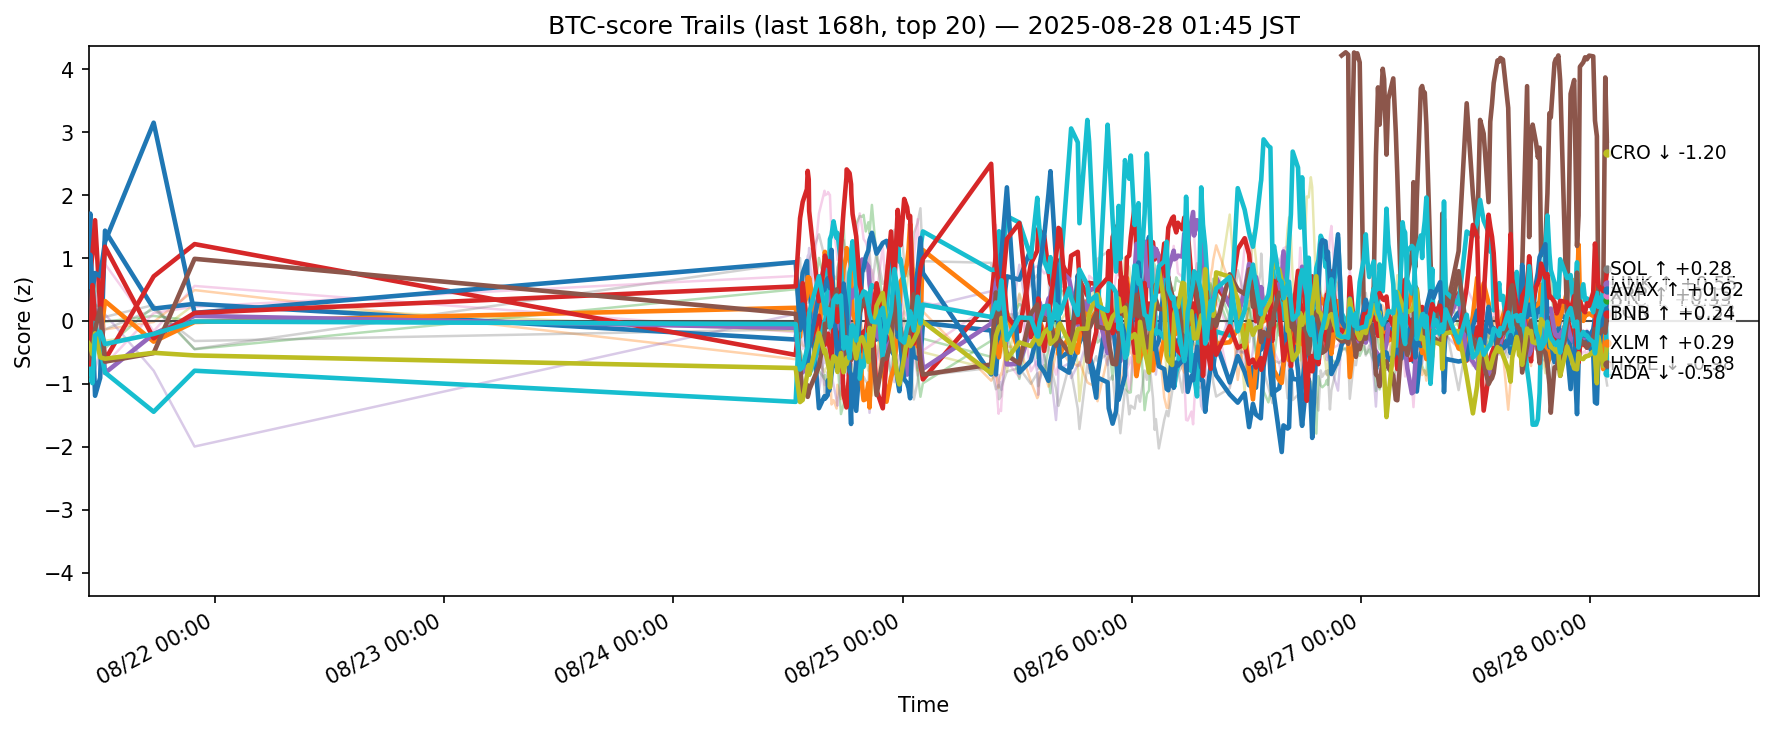 BTC-score Trails (last 168h, top 20) — 2025-08-28 01:45 JST
Score (z)
4
3
2
1
0
−1
−2
−3
−4
CRO ↓ -1.20
SOL ↑ +0.28
AVAX ↑ +0.62
BNB ↑ +0.24
XLM ↑ +0.29
HYPE ↓ -0.98
ADA ↓ -0.58
08/22 00:00
08/23 00:00
08/24 00:00
08/25 00:00
08/26 00:00
08/27 00:00
08/28 00:00
Time